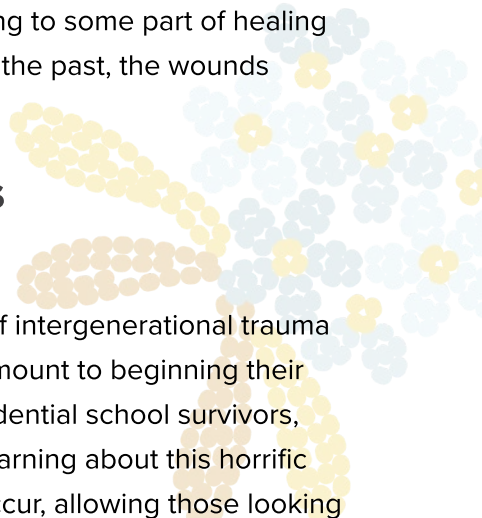 ng to some part of healing
the past, the wounds
s
f intergenerational trauma
mount to beginning their
dential school survivors,
arning about this horrific
ccur, allowing those looking